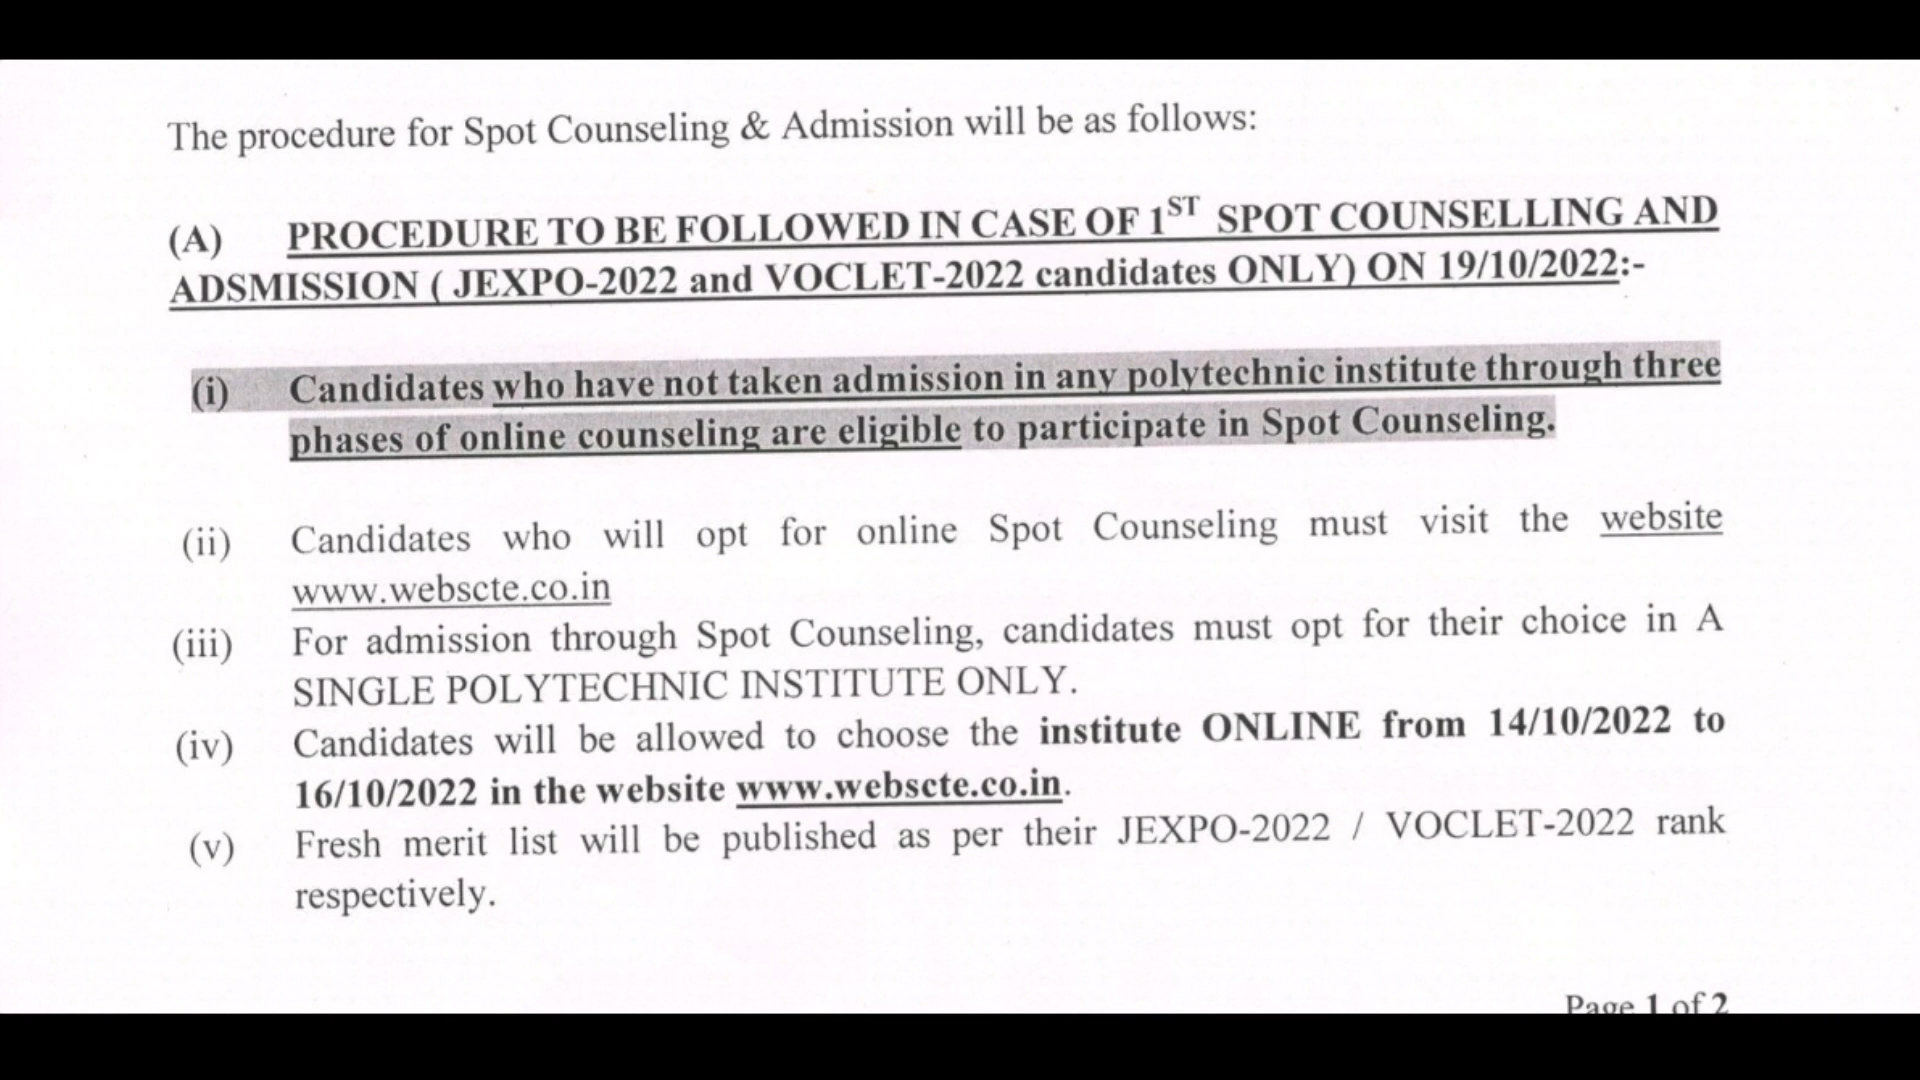 The procedure for Spot Counseling & Admission will be as follows:
(A) PROCEDURE TO BE FOLLOWED IN CASE OF 1ST SPOT COUNSELLING AND
ADSMISSION ( JEXPO-2022 and VOCLET-2022 candidates ONLY) ON 19/10/2022:-
(i) Candidates who have not taken admission in any polytechnic institute through three
phases of online counseling are eligible to participate in Spot Counseling.
(ii) Candidates who will opt for online Spot Counseling must visit the website
www.webscte.co.in
(iii) For admission through Spot Counseling, candidates must opt for their choice in A
SINGLE POLYTECHNIC INSTITUTE ONLY.
(iv) Candidates will be allowed to choose the institute ONLINE from 14/10/2022 to
16/10/2022 in the website www.webscte.co.in.
(v) Fresh merit list will be published as per their JEXPO-2022 / VOCLET-2022 rank
respectively.
Page 1 of 2